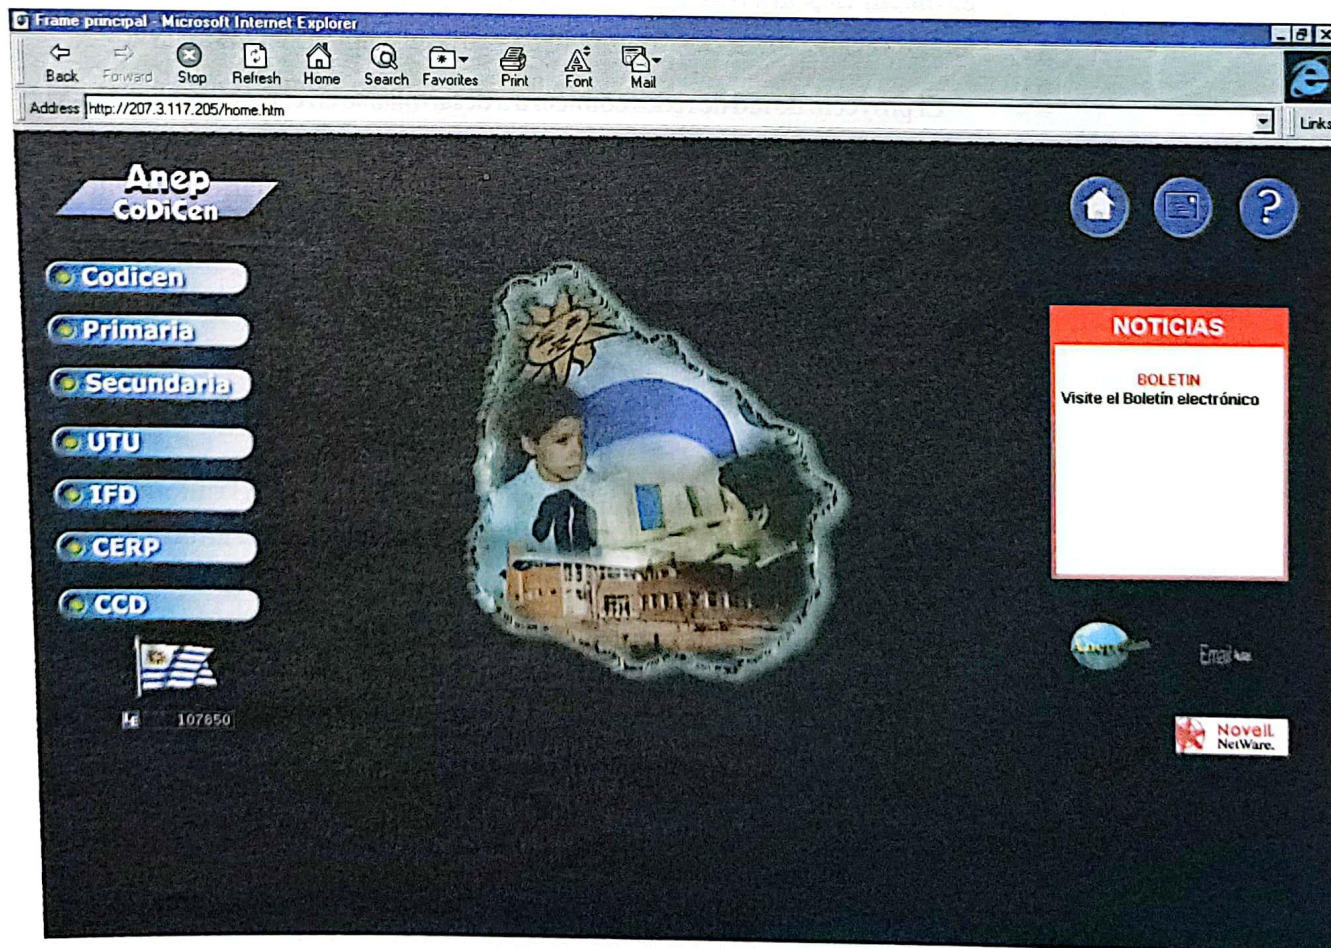 Frame principal - Microsoft Internet Explorer
Back Forward Stop Refresh Home Search Favorites Print Font Mail
Address http://207.3.117.205/home.htm Links
Anep
CoDiCen
Codicen
Primaria
Secundaria
UTU
IFD
CERP
CCD
107850
NOTICIAS
BOLETIN
Visite el Boletín electrónico
Anep
Email
Novell
NetWare.